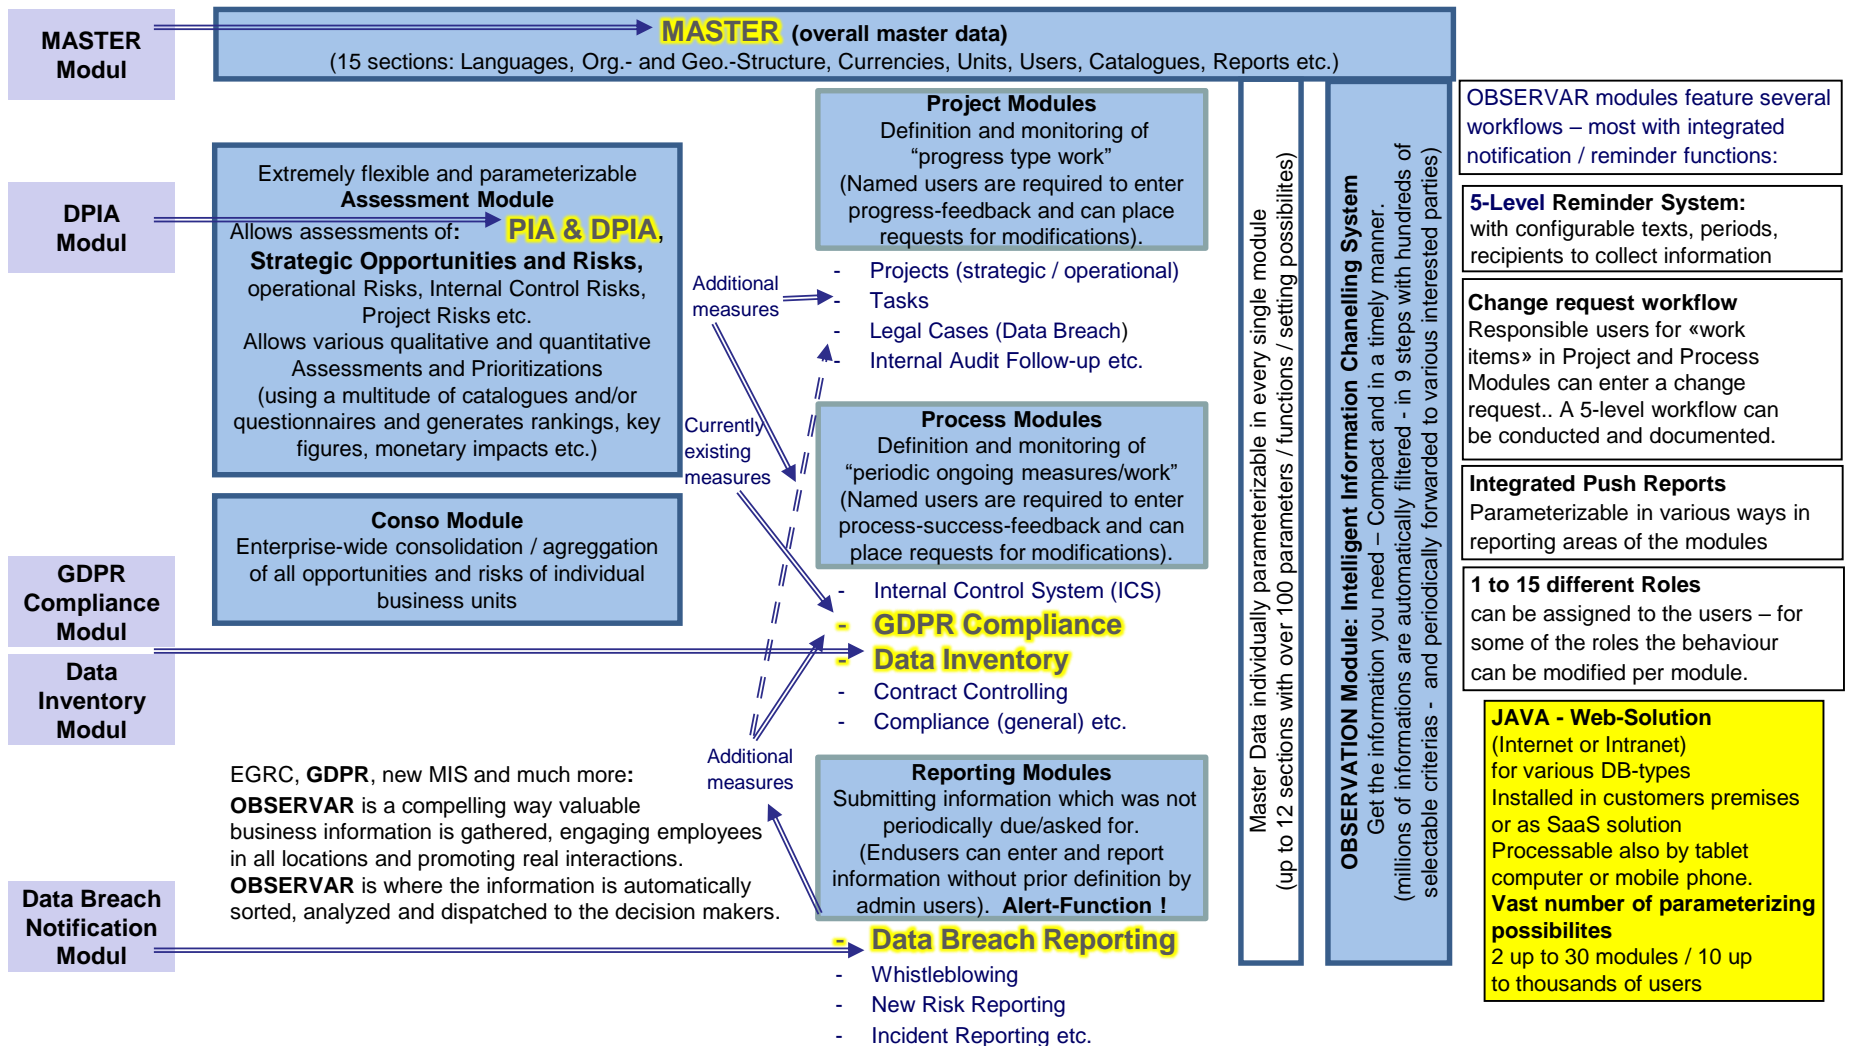 MASTER
Modul
MASTER (overall master data)
(15 sections: Languages, Org.- and Geo.-Structure, Currencies, Units, Users, Catalogues, Reports etc.)
DPIA
Modul
Extremely flexible and parameterizable
Assessment Module
Allows assessments of: PIA & DPIA,
Strategic Opportunities and Risks,
operational Risks, Internal Control Risks,
Project Risks etc.
Allows various qualitative and quantitative
Assessments and Prioritizations
(using a multitude of catalogues and/or
questionnaires and generates rankings, key
figures, monetary impacts etc.)
Conso Module
Enterprise-wide consolidation / agreggation
of all opportunities and risks of individual
business units
GDPR
Compliance
Modul
Data
Inventory
Modul
EGRC, GDPR, new MIS and much more:
OBSERVAR is a compelling way valuable
business information is gathered, engaging employees
in all locations and promoting real interactions.
OBSERVAR is where the information is automatically
sorted, analyzed and dispatched to the decision makers.
Data Breach
Notification
Modul
Additional
measures
Currently
existing
measures
Additional
measures
Project Modules
Definition and monitoring of
“progress type work”
(Named users are required to enter
progress-feedback and can place
requests for modifications).
- Projects (strategic / operational)
- Tasks
- Legal Cases (Data Breach)
- Internal Audit Follow-up etc.
Process Modules
Definition and monitoring of
“periodic ongoing measures/work”
(Named users are required to enter
process-success-feedback and can
place requests for modifications).
- Internal Control System (ICS)
- GDPR Compliance
- Data Inventory
- Contract Controlling
- Compliance (general) etc.
Reporting Modules
Submitting information which was not
periodically due/asked for.
(Endusers can enter and report
information without prior definition by
admin users). Alert-Function !
- Data Breach Reporting
- Whistleblowing
- New Risk Reporting
- Incident Reporting etc.
Master Data individually parameterizable in every single module
(up to 12 sections with over 100 parameters / functions / setting possibilites)
OBSERVATION Module: Intelligent Information Chanelling System
Get the information you need – Compact and in a timely manner.
(millions of informations are automatically filtered - in 9 steps with hundreds of
selectable criterias - and periodically forwarded to various interested parties)
OBSERVAR modules feature several
workflows – most with integrated
notification / reminder functions:
5-Level Reminder System:
with configurable texts, periods,
recipients to collect information
Change request workflow
Responsible users for «work
items» in Project and Process
Modules can enter a change
request.. A 5-level workflow can
be conducted and documented.
Integrated Push Reports
Parameterizable in various ways in
reporting areas of the modules
1 to 15 different Roles
can be assigned to the users – for
some of the roles the behaviour
can be modified per module.
JAVA - Web-Solution
(Internet or Intranet)
for various DB-types
Installed in customers premises
or as SaaS solution
Processable also by tablet
computer or mobile phone.
Vast number of parameterizing
possibilites
2 up to 30 modules / 10 up
to thousands of users